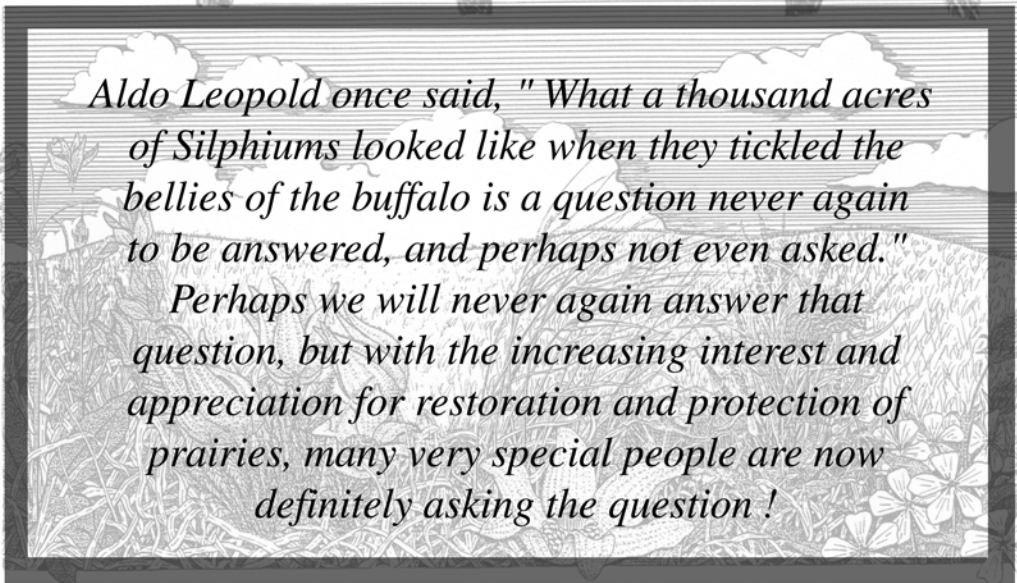 Aldo Leopold once said, " What a thousand acres
of Silphiums looked like when they tickled the
bellies of the buffalo is a question never again
to be answered, and perhaps not even asked."
Perhaps we will never again answer that
question, but with the increasing interest and
appreciation for restoration and protection of
prairies, many very special people are now
definitely asking the question !